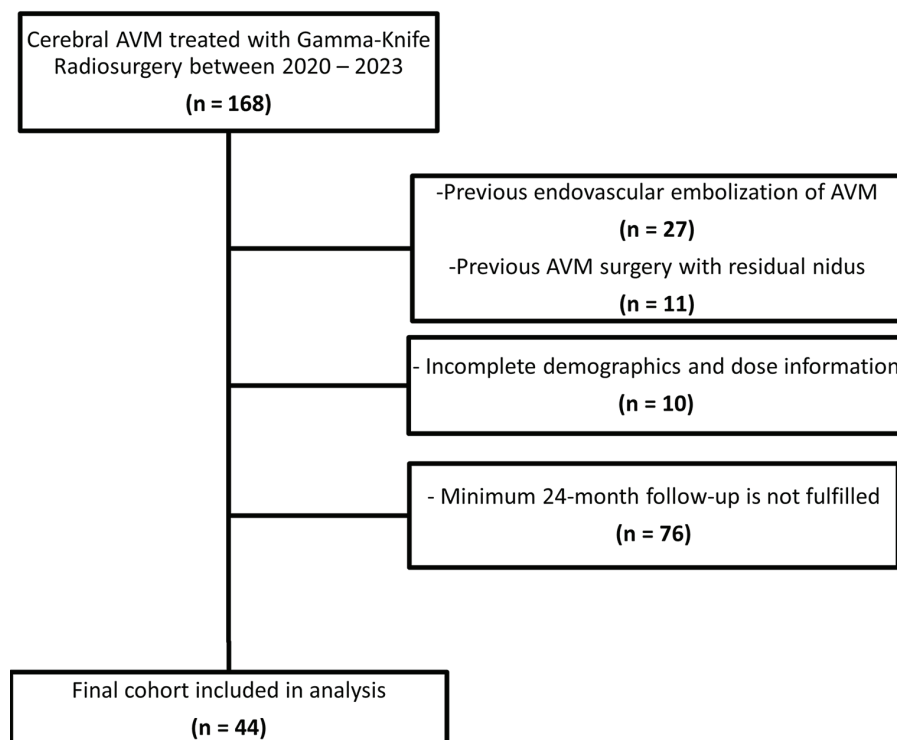 Cerebral AVM treated with Gamma-Knife
Radiosurgery between 2020 – 2023
(n = 168)
-Previous endovascular embolization of AVM
(n = 27)
-Previous AVM surgery with residual nidus
(n = 11)
- Incomplete demographics and dose information
(n = 10)
- Minimum 24-month follow-up is not fulfilled
(n = 76)
Final cohort included in analysis
(n = 44)